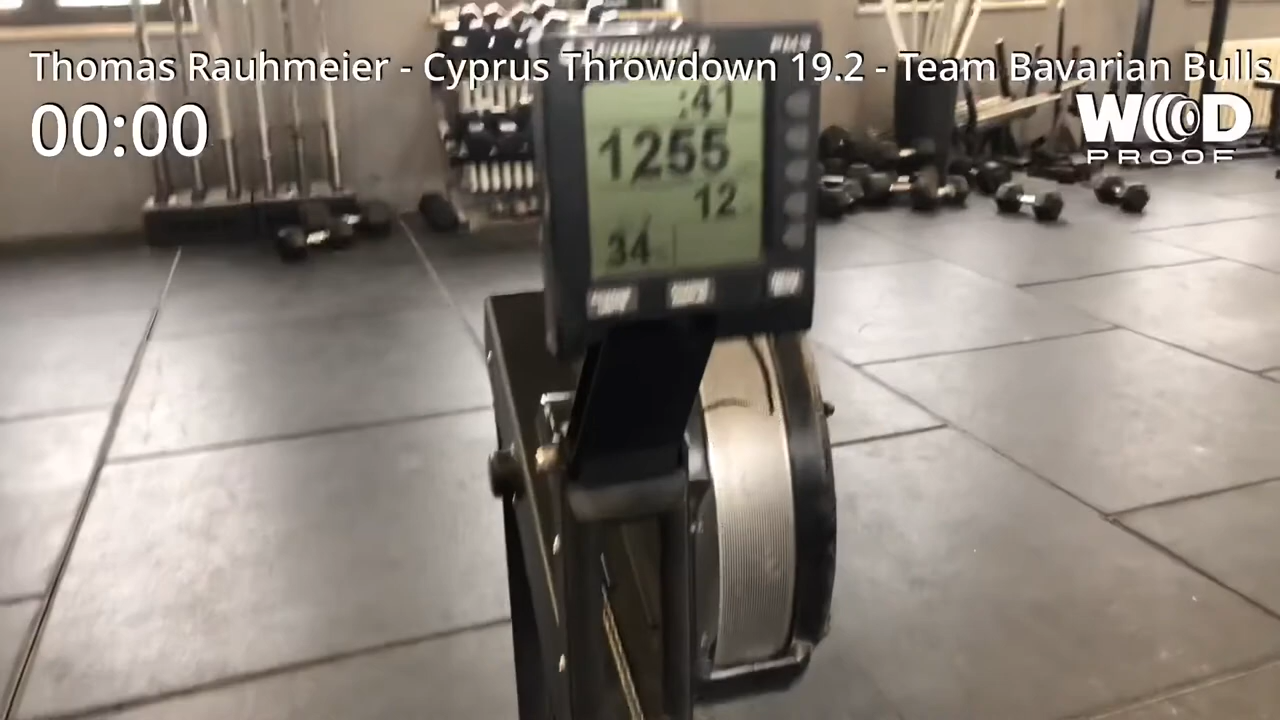 Thomas Rauhmeier - Cyprus Throwdown 19.2 - Team Bavarian Bulls
00:00
WOD
PROOF
:41
1255
12
34